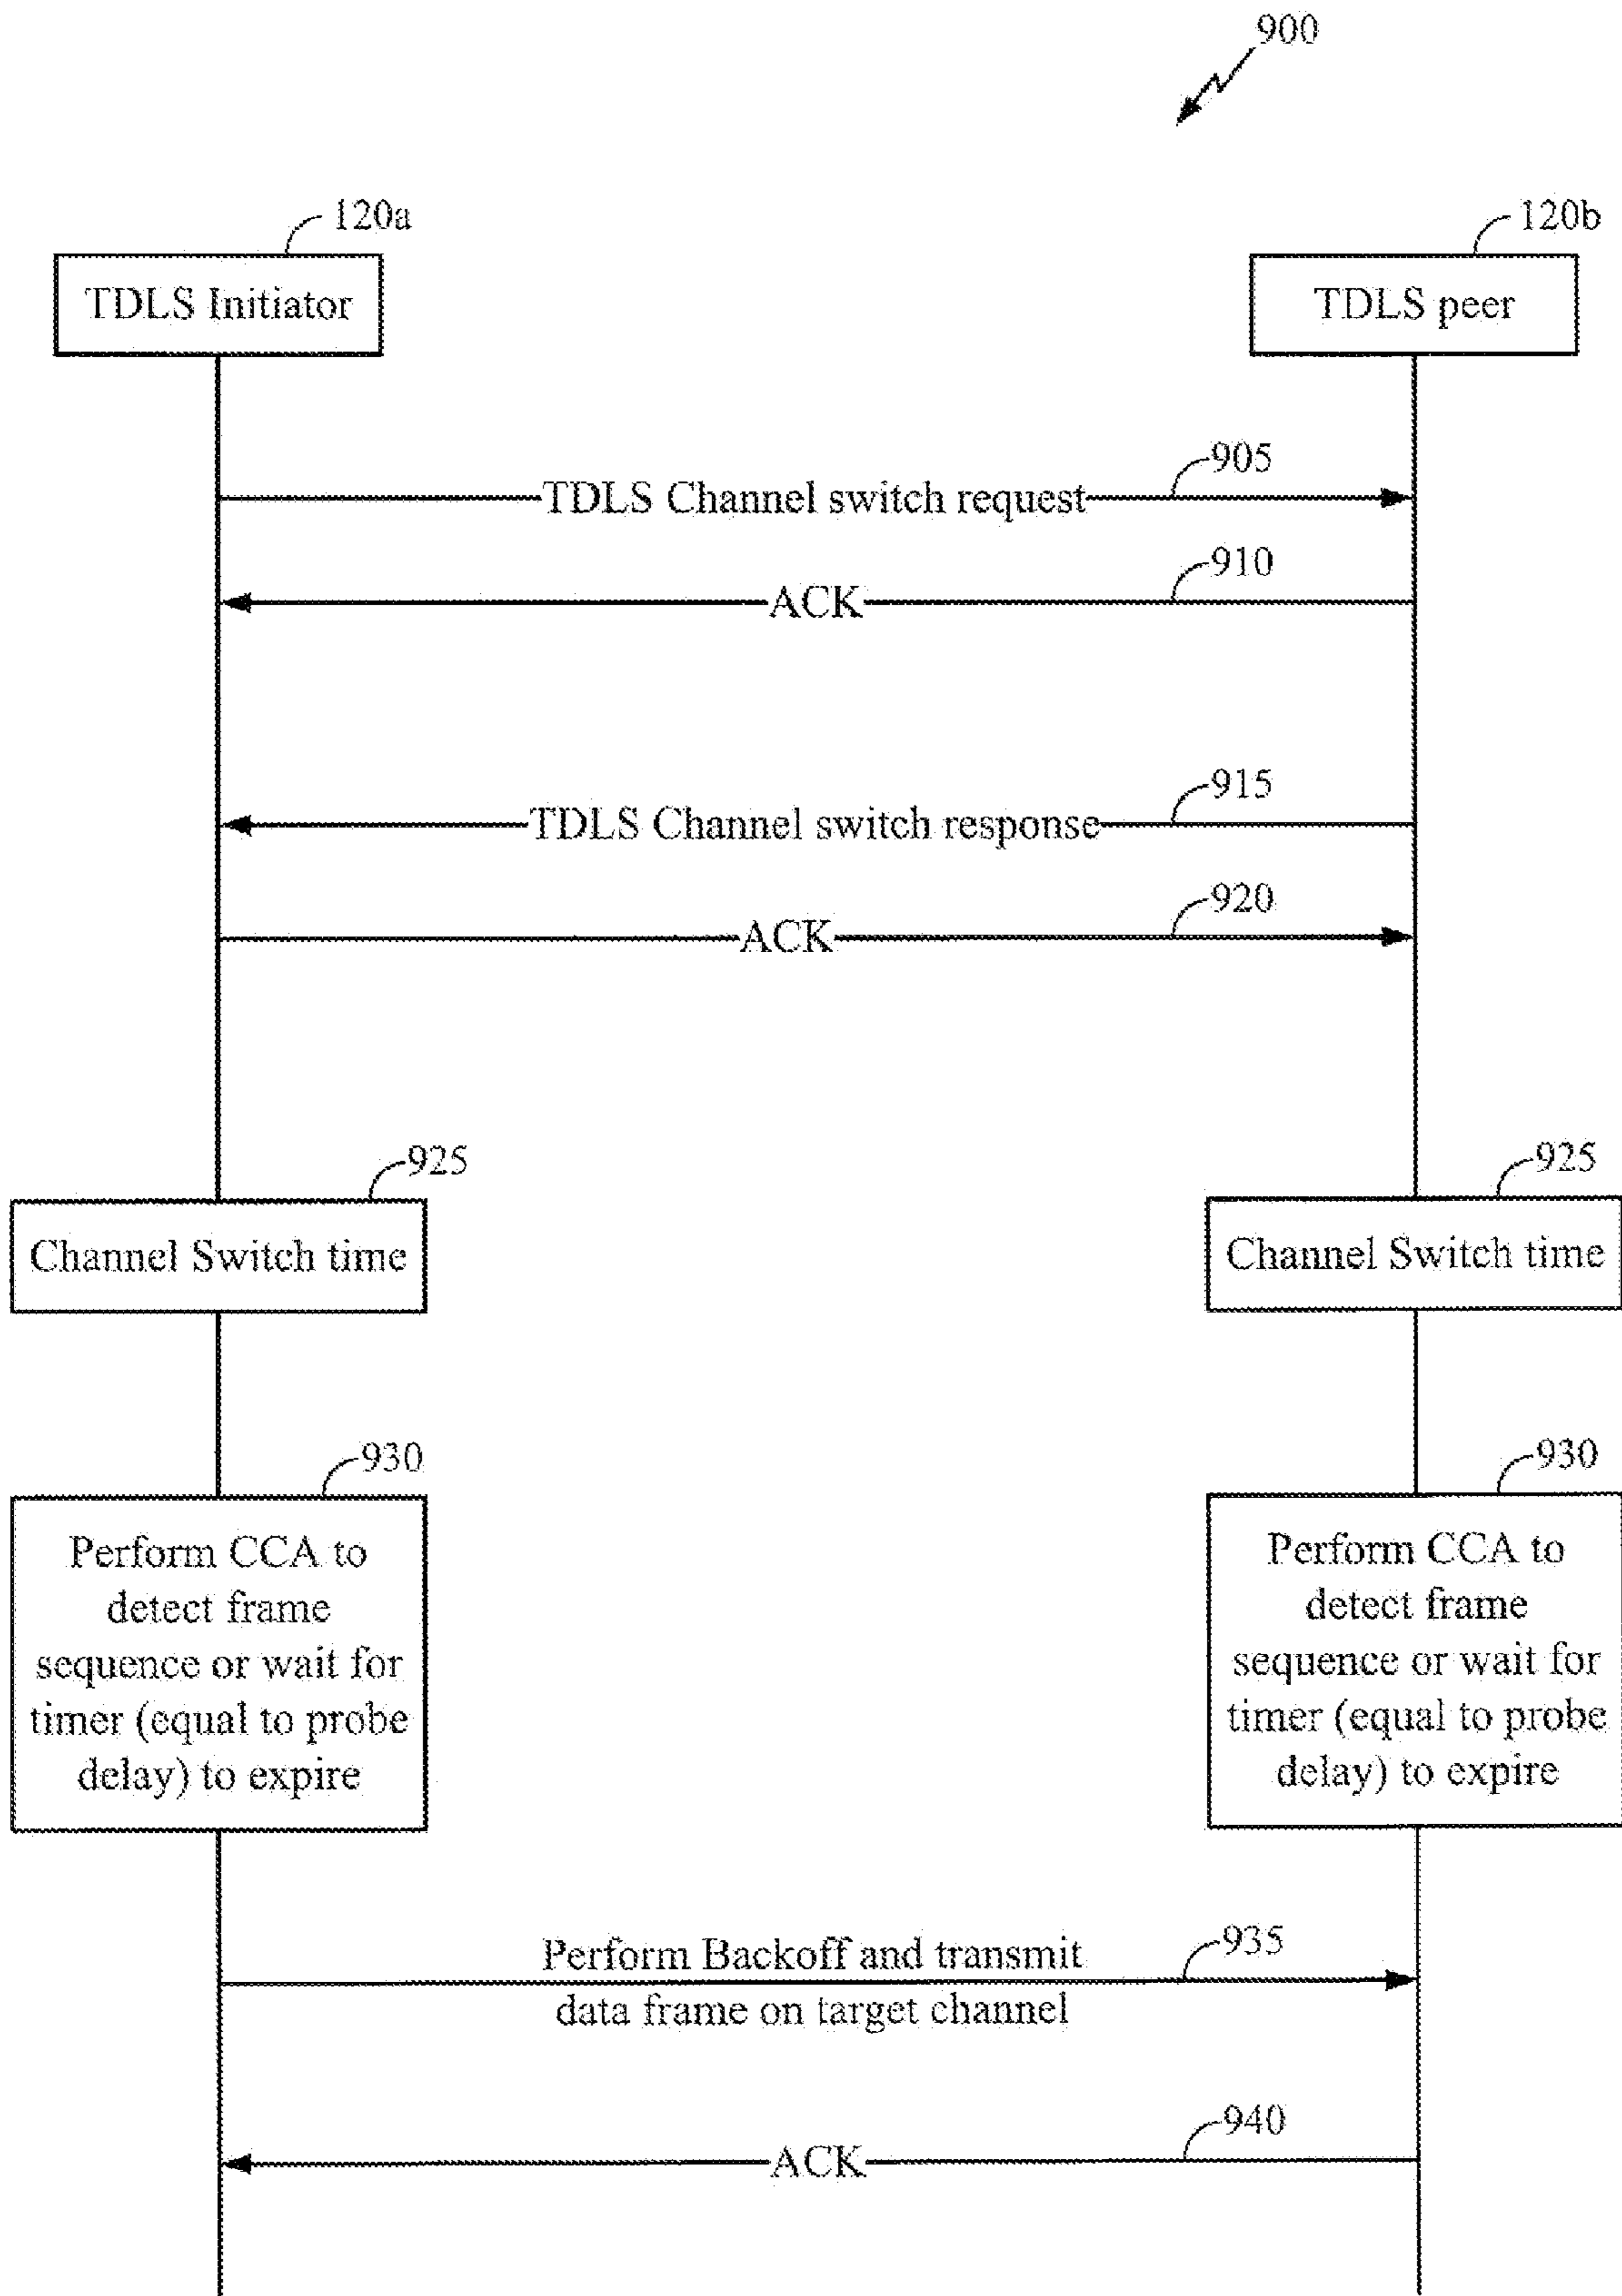 900
120a
120b
TDLS Initiator
TDLS peer
905
TDLS Channel switch request
910
ACK
915
TDLS Channel switch response
920
ACK
925
925
Channel Switch time
Channel Switch time
930
930
Perform CCA to
detect frame
sequence or wait for
timer (equal to probe
delay) to expire
Perform CCA to
detect frame
sequence or wait for
timer (equal to probe
delay) to expire
935
Perform Backoff and transmit
data frame on target channel
940
ACK